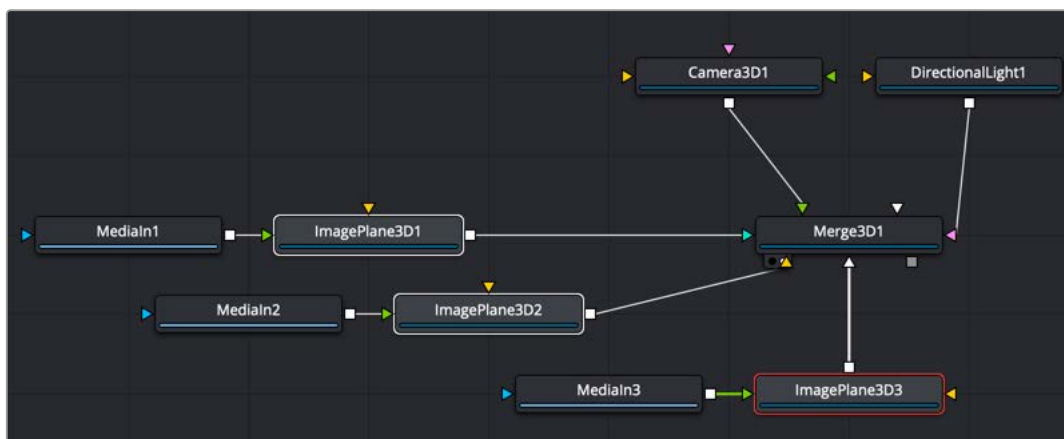 Camera3D1
DirectionalLight1
MediaIn1
ImagePlane3D1
Merge3D1
MediaIn2
ImagePlane3D2
MediaIn3
ImagePlane3D3